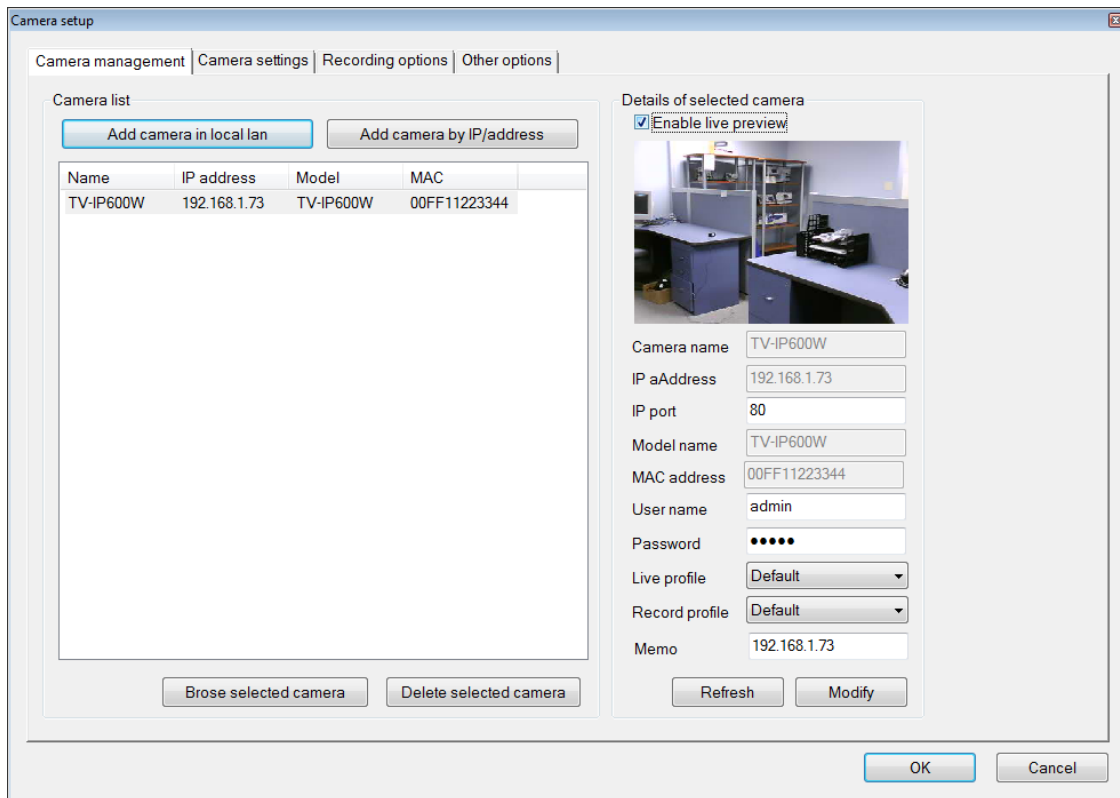 Camera setup
Camera management Camera settings Recording options Other options
Camera list
Add camera in local lan Add camera by IP/address
Name IP address Model MAC
TV-IP600W 192.168.1.73 TV-IP600W 00FF11223344
Brose selected camera Delete selected camera
Details of selected camera
Enable live preview
Camera name TV-IP600W
IP aAddress 192.168.1.73
IP port 80
Model name TV-IP600W
MAC address 00FF11223344
User name admin
Password •••••
Live profile Default
Record profile Default
Memo 192.168.1.73
Refresh Modify
OK Cancel